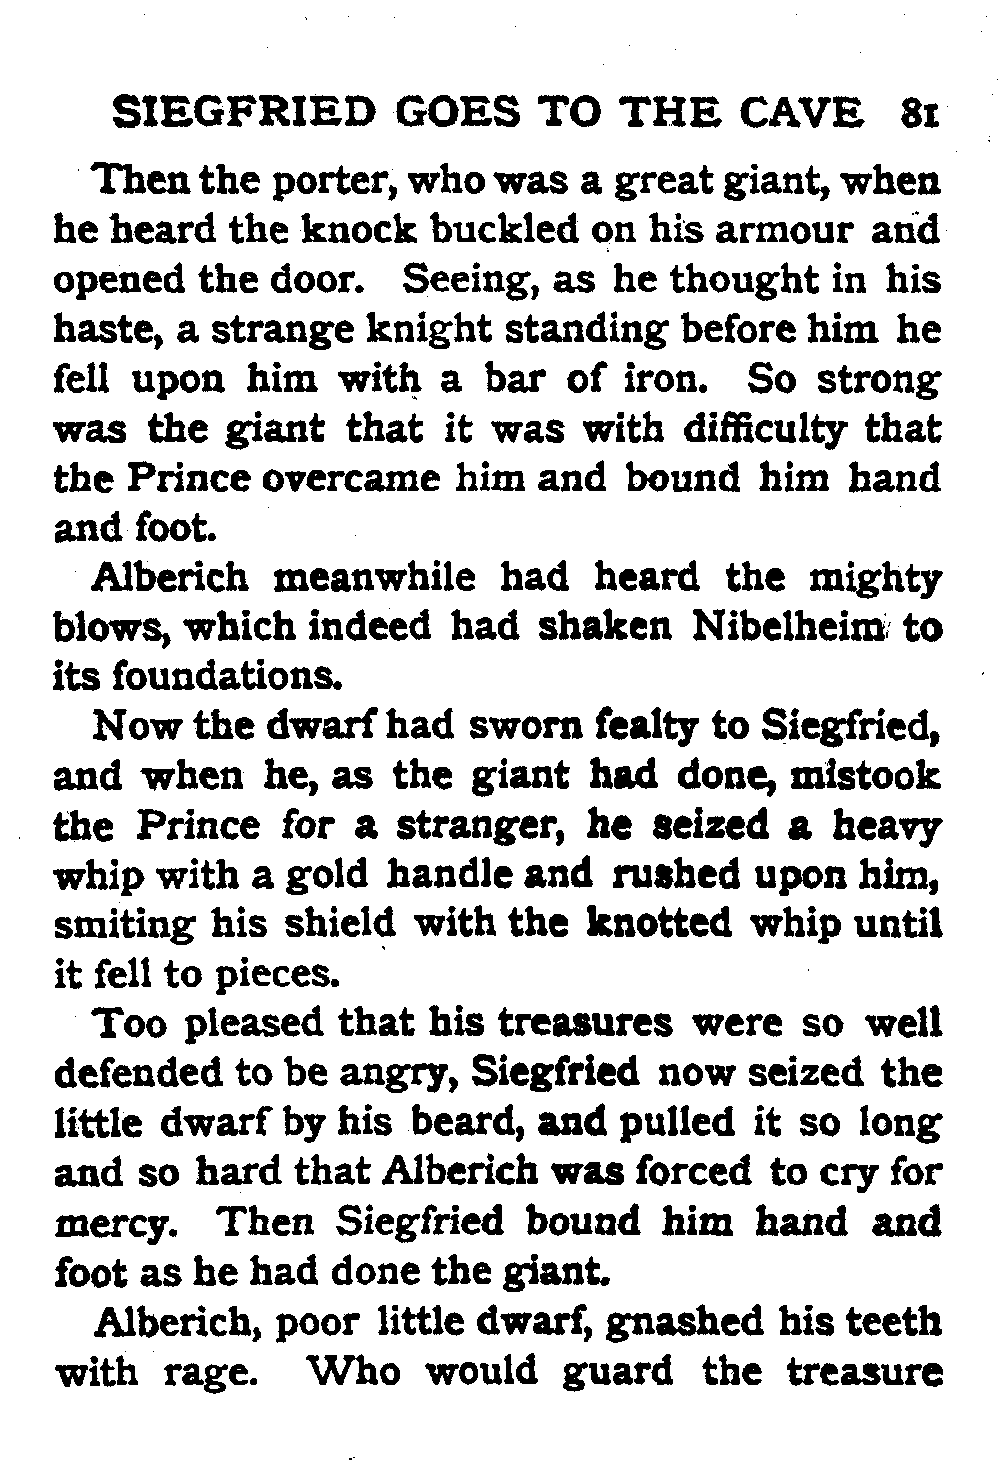 SIEGFRIED GOES TO THE CAVE 81
Then the porter, who was a great giant, when
he heard the knock buckled on his armour and
opened the door. Seeing, as he thought in his
haste, a strange knight standing before him he
fell upon him with a bar of iron. So strong
was the giant that it was with difficulty that
the Prince overcame him and bound him hand
and foot.
Alberich meanwhile had heard the mighty
blows, which indeed had shaken Nibelheim to
its foundations.
Now the dwarf had sworn fealty to Siegfried,
and when he, as the giant had done, mistook
the Prince for a stranger, he seized a heavy
whip with a gold handle and rushed upon him,
smiting his shield with the knotted whip until
it fell to pieces.
Too pleased that his treasures were so well
defended to be angry, Siegfried now seized the
little dwarf by his beard, and pulled it so long
and so hard that Alberich was forced to cry for
mercy. Then Siegfried bound him hand and
foot as he had done the giant.
Alberich, poor little dwarf, gnashed his teeth
with rage. Who would guard the treasure